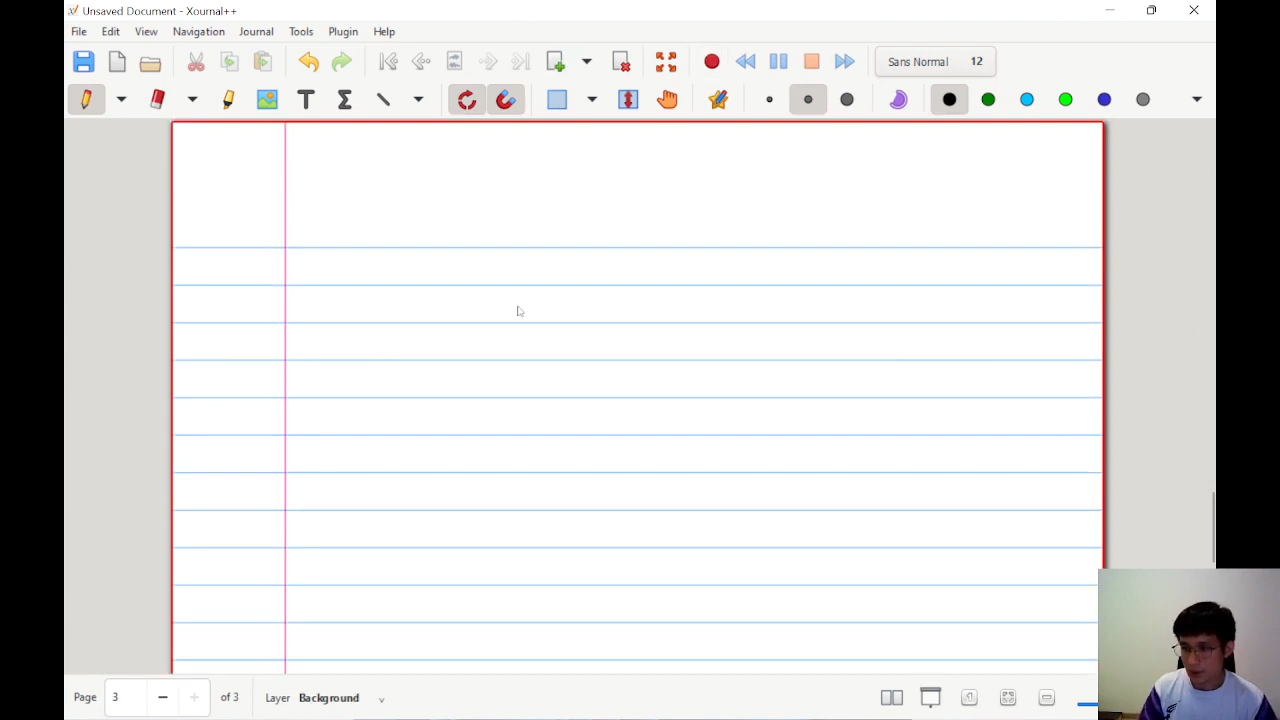 Unsaved Document - Xournal++
File Edit View Navigation Journal Tools Plugin Help
Sans Normal 12
Page 3 of 3 Layer Background